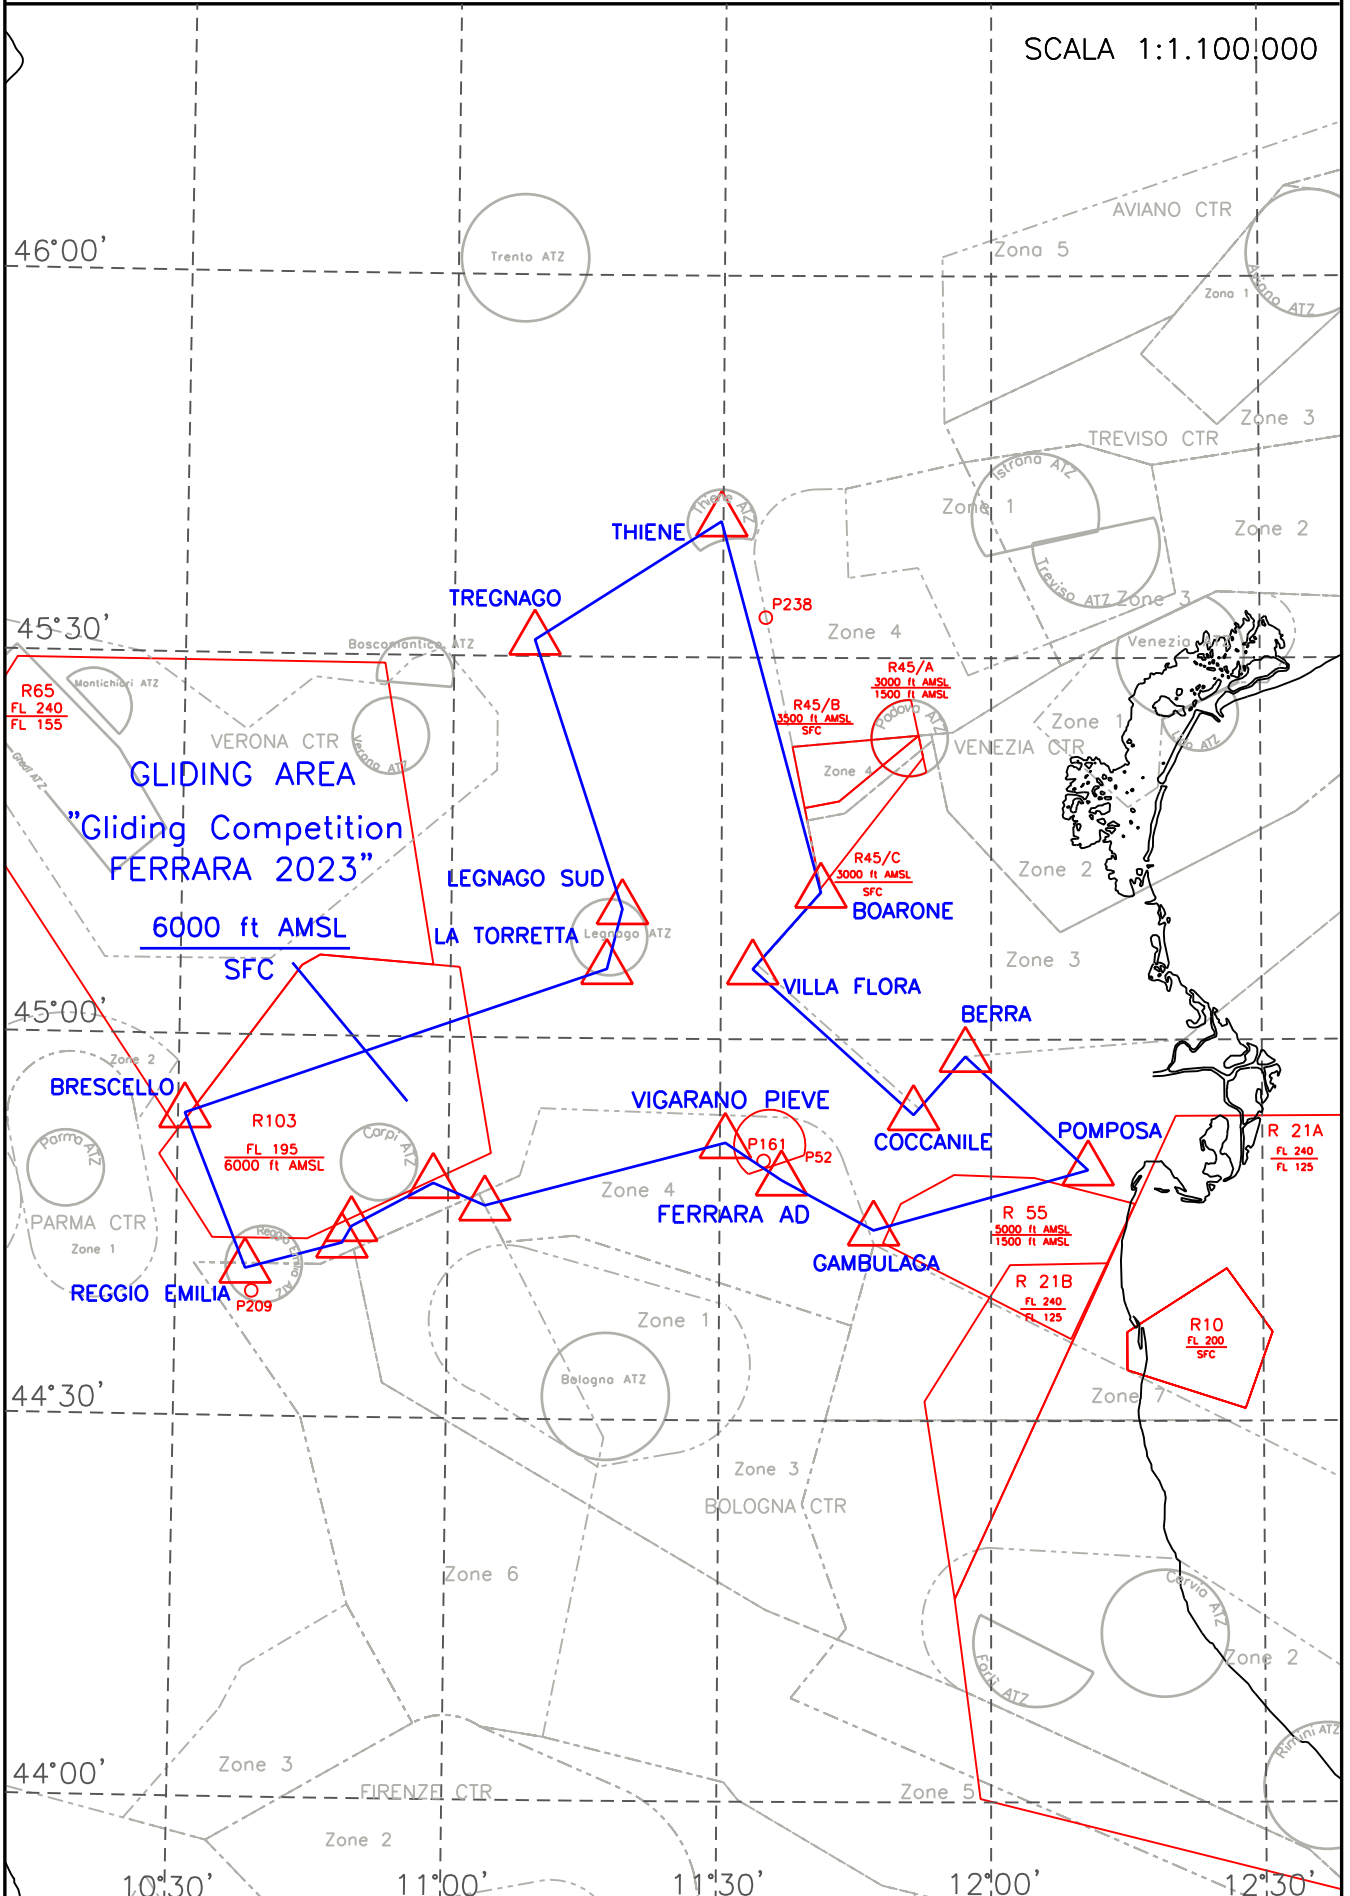 SCALA 1:1.100.000
AVIANO CTR
46°00'
Trento ATZ
Zona 5
Aviano ATZ
Zona 1
Zone 3
TREVISO CTR
Istrana ATZ
Thiene ATZ
Zone 1
THIENE
Zone 2
Treviso ATZ
TREGNAGO
Zone 3
P238
45°30'
Zone 4
Boscomantico ATZ
Venezia ATZ
R45/A
3000 ft AMSL
1500 ft AMSL
Montichiari ATZ
R65
FL 240
FL 155
R45/B
3500 ft AMSL
SFC
Padova ATZ
Zone 1
Lido ATZ
VERONA CTR
Verona ATZ
VENEZIA CTR
Ghedi ATZ
Zone 4
GLIDING AREA
"Gliding Competition
FERRARA 2023"
6000 ft AMSL
SFC
R45/C
3000 ft AMSL
SFC
Zone 2
LEGNAGO SUD
BOARONE
LA TORRETTA
Legnago ATZ
Zone 3
VILLA FLORA
45°00'
BERRA
Zone 2
BRESCELLO
VIGARANO PIEVE
R103
FL 195
6000 ft AMSL
Carpi ATZ
Parma ATZ
COCCANILE
POMPOSA
R 21A
FL 240
FL 125
P161
P52
Zone 4
FERRARA AD
PARMA CTR
Zone 1
R 55
5000 ft AMSL
1500 ft AMSL
Reggio Emilia ATZ
GAMBULAGA
REGGIO EMILIA
P209
R 21B
FL 240
FL 125
Zone 1
R10
FL 200
SFC
Bologna ATZ
44°30'
Zone 7
Zone 3
BOLOGNA CTR
Zone 6
Cervia ATZ
Zone 2
Forlì ATZ
Rimini ATZ
44°00'
Zone 3
FIRENZE CTR
Zone 5
Zone 2
10°30'
11°00'
11°30'
12°00'
12°30'